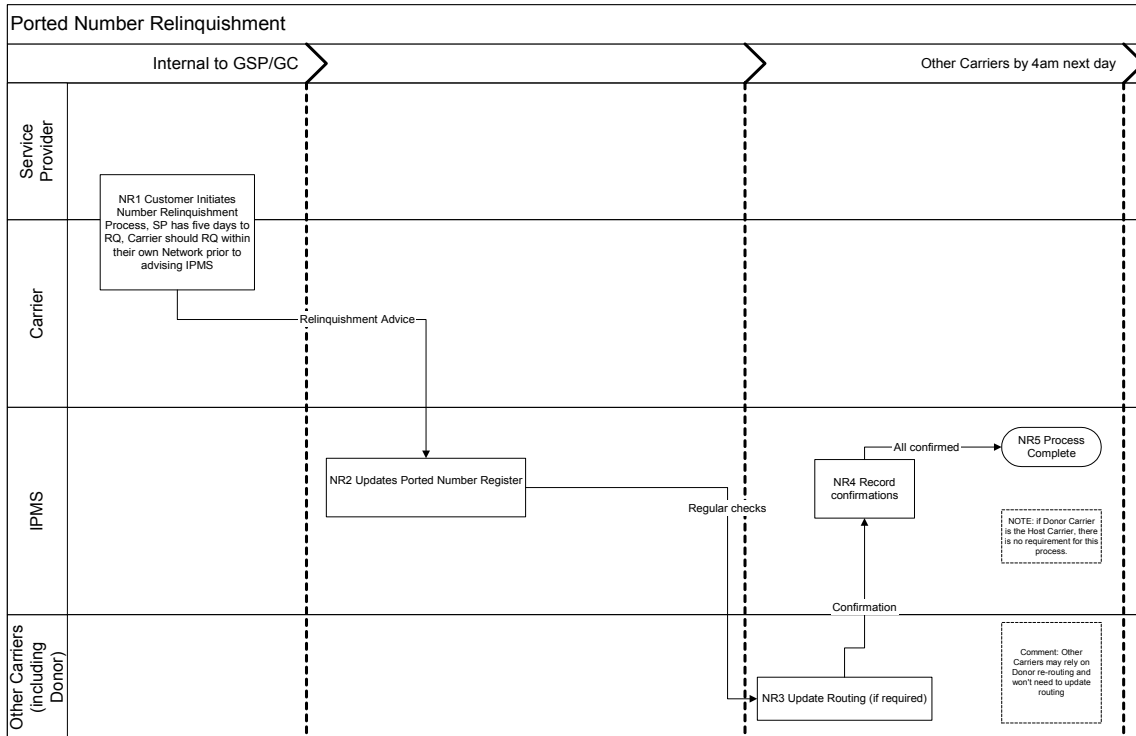 Ported Number Relinquishment
Internal to GSP/GC
Other Carriers by 4am next day
Service
Provider
NR1 Customer Initiates
Number Relinquishment
Process, SP has five days to
RQ, Carrier should RQ within
their own Network prior to
advising IPMS
Carrier
Relinquishment Advice
IPMS
NR2 Updates Ported Number Register
Regular checks
NR4 Record
confirmations
All confirmed
NR5 Process
Complete
NOTE: if Donor Carrier
is the Host Carrier, there
is no requirement for this
process.
Confirmation
Other Carriers
(including
Donor)
NR3 Update Routing (if required)
Comment: Other
Carriers may rely on
Donor re-routing and
won't need to update
routing